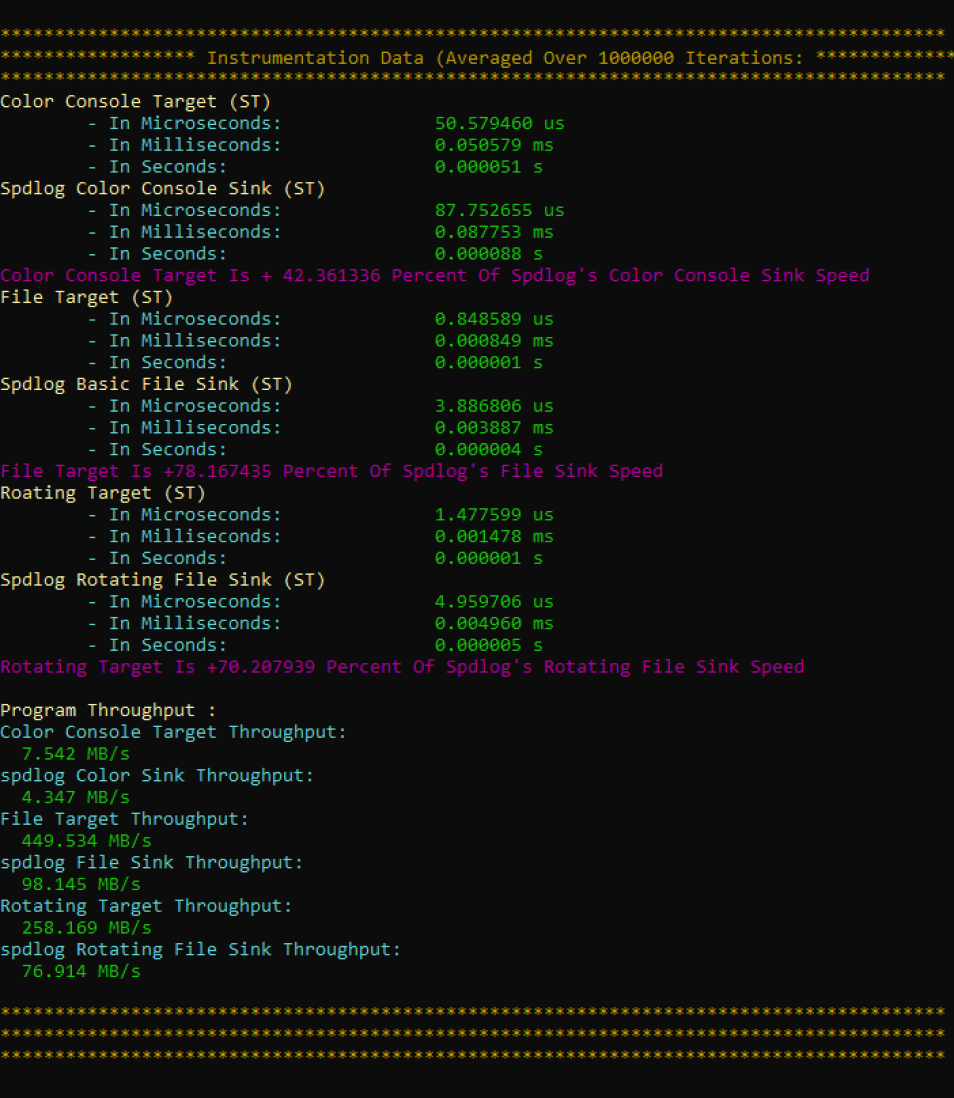 ***************************************************************************************
****************** Instrumentation Data (Averaged Over 1000000 Iterations: *************
***************************************************************************************
Color Console Target (ST)
- In Microseconds: 50.579460 us
- In Milliseconds: 0.050579 ms
- In Seconds: 0.000051 s
Spdlog Color Console Sink (ST)
- In Microseconds: 87.752655 us
- In Milliseconds: 0.087753 ms
- In Seconds: 0.000088 s
Color Console Target Is + 42.361336 Percent Of Spdlog's Color Console Sink Speed
File Target (ST)
- In Microseconds: 0.848589 us
- In Milliseconds: 0.000849 ms
- In Seconds: 0.000001 s
Spdlog Basic File Sink (ST)
- In Microseconds: 3.886806 us
- In Milliseconds: 0.003887 ms
- In Seconds: 0.000004 s
File Target Is +78.167435 Percent Of Spdlog's File Sink Speed
Roating Target (ST)
- In Microseconds: 1.477599 us
- In Milliseconds: 0.001478 ms
- In Seconds: 0.000001 s
Spdlog Rotating File Sink (ST)
- In Microseconds: 4.959706 us
- In Milliseconds: 0.004960 ms
- In Seconds: 0.000005 s
Rotating Target Is +70.207939 Percent Of Spdlog's Rotating File Sink Speed
Program Throughput :
Color Console Target Throughput:
7.542 MB/s
spdlog Color Sink Throughput:
4.347 MB/s
File Target Throughput:
449.534 MB/s
spdlog File Sink Throughput:
98.145 MB/s
Rotating Target Throughput:
258.169 MB/s
spdlog Rotating File Sink Throughput:
76.914 MB/s
***************************************************************************************
***************************************************************************************
***************************************************************************************